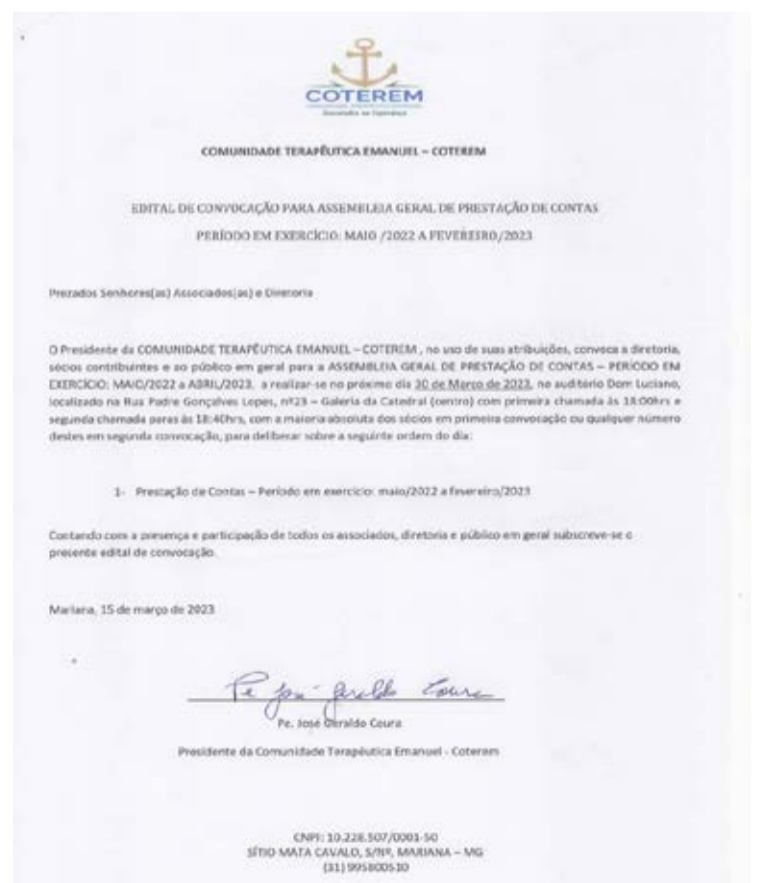 COTEREM
COMUNIDADE TERAPÊUTICA EMANUEL – COTEREM
EDITAL DE CONVOCAÇÃO PARA ASSEMBLEIA GERAL DE PRESTAÇÃO DE CONTAS
PERÍODO EM EXERCÍCIO: MAIO /2022 A FEVEREIRO/2023
Prezados Senhores(as) Associados(as) e Diretoria
O Presidente da COMUNIDADE TERAPÊUTICA EMANUEL – COTEREM , no uso de suas atribuições, convoca a diretoria,
sócios contribuintes e ao público em geral para a ASSEMBLEIA GERAL DE PRESTAÇÃO DE CONTAS – PERÍODO EM
EXERCÍCIO: MAIO/2022 a ABRIL/2023. a realizar-se no próximo dia 30 de Março de 2023, no auditório Dom Luciano,
localizado na Rua Padre Gonçalves Lopes, nº23 – Galeria da Catedral (centro) com primeira chamada às 18:00hrs e
segunda chamada paras às 18:40hrs, com a maioria absoluta dos sócios em primeira convocação ou qualquer número
destes em segunda convocação, para deliberar sobre a seguinte ordem do dia:
1- Prestação de Contas – Período em exercício: maio/2022 a fevereiro/2023
Contando com a presença e participação de todos os associados, diretoria e público em geral subscreve-se o
presente edital de convocação.
Mariana, 15 de março de 2023
Pe José Geraldo Coura
Pe. José Geraldo Coura
Presidente da Comunidade Terapêutica Emanuel - Coterem
CNPJ: 10.228.507/0001-50
SÍTIO MATA CAVALO, S/Nº, MARIANA – MG
(31) 995800510